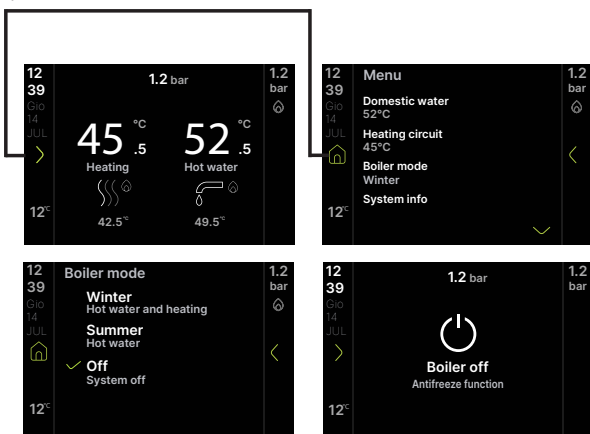 12
39
Gio
14
JUL
12°C
1.2 bar
45.5 °C
52.5 °C
Heating
Hot water
42.5°C
49.5°C
1.2
bar
12
39
Gio
14
JUL
12°C
Menu
Domestic water
52°C
Heating circuit
45°C
Boiler mode
Winter
System info
1.2
bar
12
39
Gio
14
JUL
12°C
Boiler mode
Winter
Hot water and heating
Summer
Hot water
Off
System off
1.2
bar
12
39
Gio
14
JUL
12°C
1.2 bar
Boiler off
Antifreeze function
1.2
bar